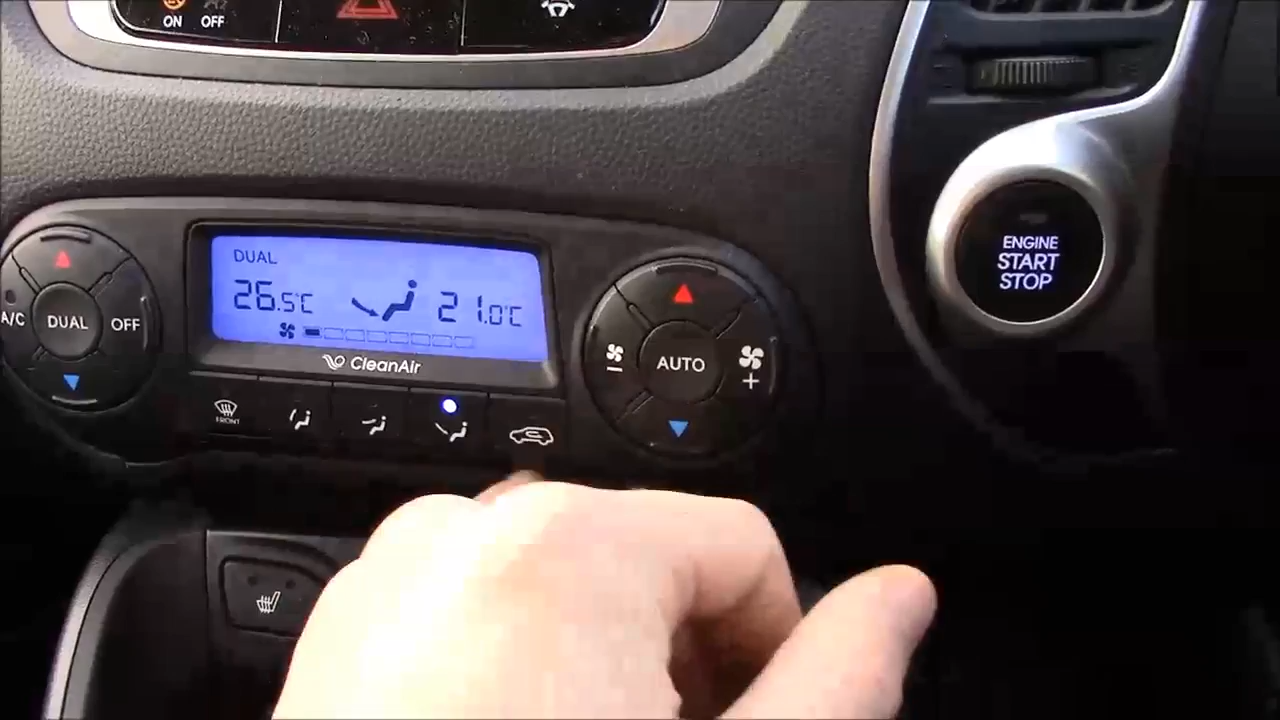 ON OFF
DUAL
26.5°C 21.0°C
CleanAir
A/C DUAL OFF
AUTO
FRONT
ENGINE
START
STOP